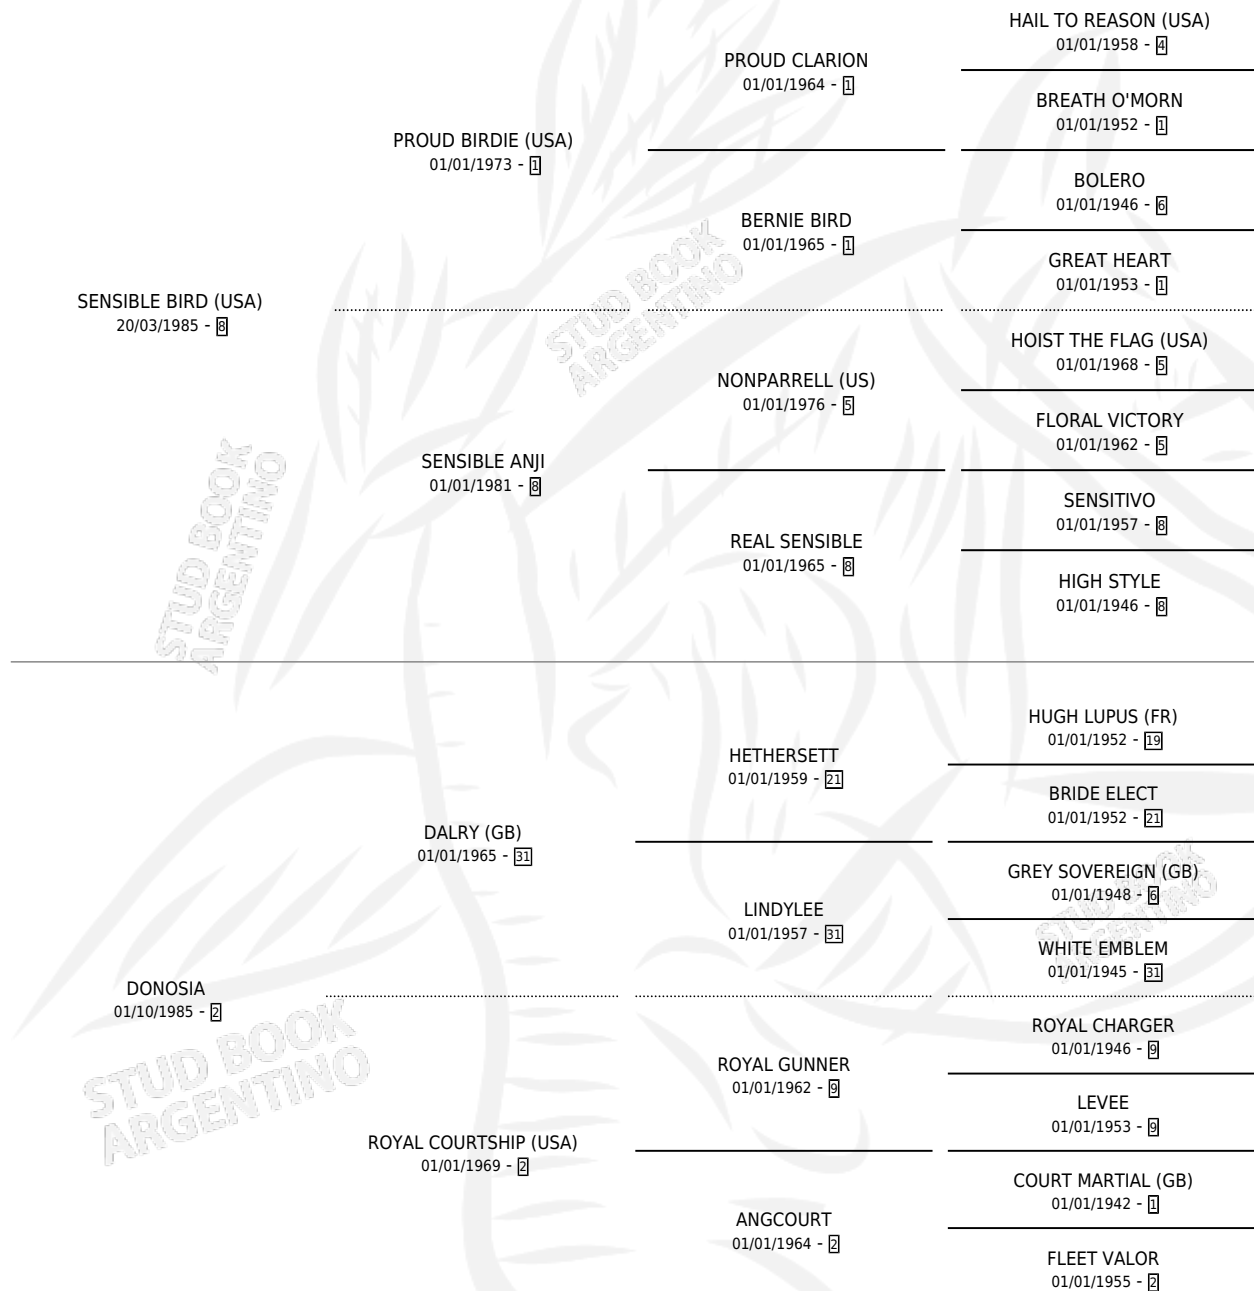 HAIL TO REASON (USA)
01/01/1958 - 4
PROUD CLARION
01/01/1964 - 1
BREATH O'MORN
01/01/1952 - 1
PROUD BIRDIE (USA)
01/01/1973 - 1
BOLERO
01/01/1946 - 6
BERNIE BIRD
01/01/1965 - 1
GREAT HEART
01/01/1953 - 1
SENSIBLE BIRD (USA)
20/03/1985 - 8
STUD BOOK
ARGENTINO
HOIST THE FLAG (USA)
01/01/1968 - 5
NONPARRELL (US)
01/01/1976 - 5
FLORAL VICTORY
01/01/1962 - 5
SENSIBLE ANJI
01/01/1981 - 8
SENSITIVO
01/01/1957 - 8
REAL SENSIBLE
01/01/1965 - 8
HIGH STYLE
01/01/1946 - 8
STUD BOOK
ARGENTINO
HUGH LUPUS (FR)
01/01/1952 - 19
HETHERSETT
01/01/1959 - 21
BRIDE ELECT
01/01/1952 - 21
DALRY (GB)
01/01/1965 - 31
GREY SOVEREIGN (GB)
01/01/1948 - 6
LINDYLEE
01/01/1957 - 31
STUD BOOK
ARGENTINO
WHITE EMBLEM
01/01/1945 - 31
DONOSIA
01/10/1985 - 2
ROYAL CHARGER
01/01/1946 - 9
ROYAL GUNNER
01/01/1962 - 9
STUD BOOK
ARGENTINO
LEVEE
01/01/1953 - 9
ROYAL COURTSHIP (USA)
01/01/1969 - 2
COURT MARTIAL (GB)
01/01/1942 - 1
ANGCOURT
01/01/1964 - 2
FLEET VALOR
01/01/1955 - 2